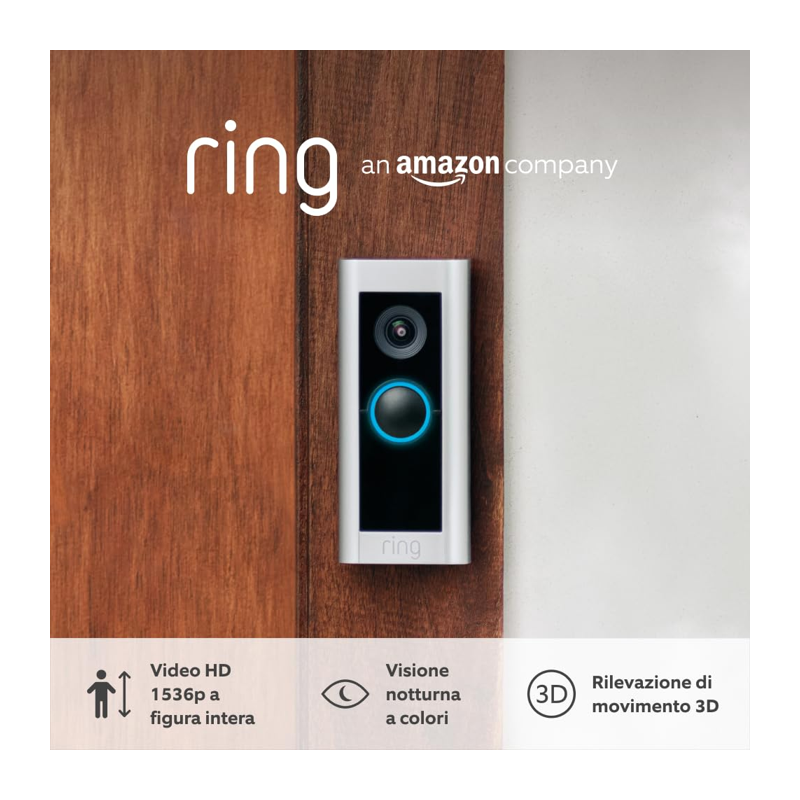 ring an amazon company
ring
Video HD
1536p a
figura intera
Visione
notturna
a colori
3D
Rilevazione di
movimento 3D